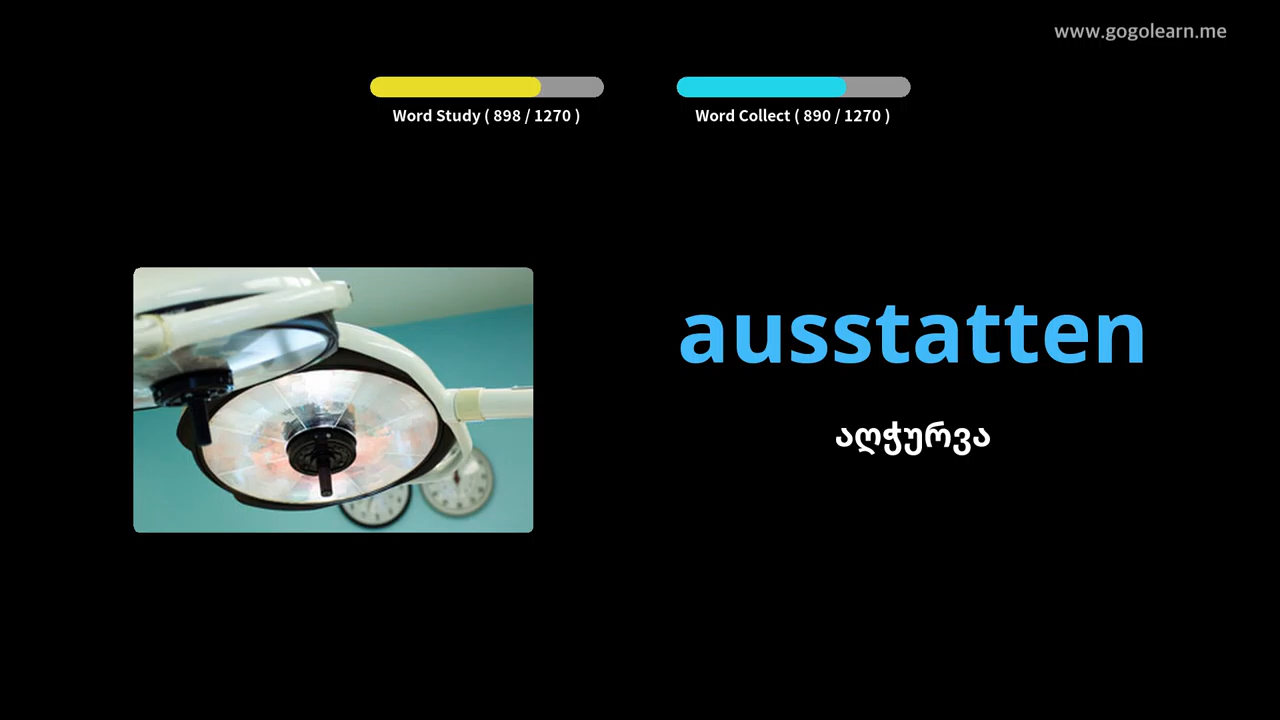 www.gogolearn.me
Word Study ( 898 / 1270 )
Word Collect ( 890 / 1270 )
ausstatten
აღჭურვა